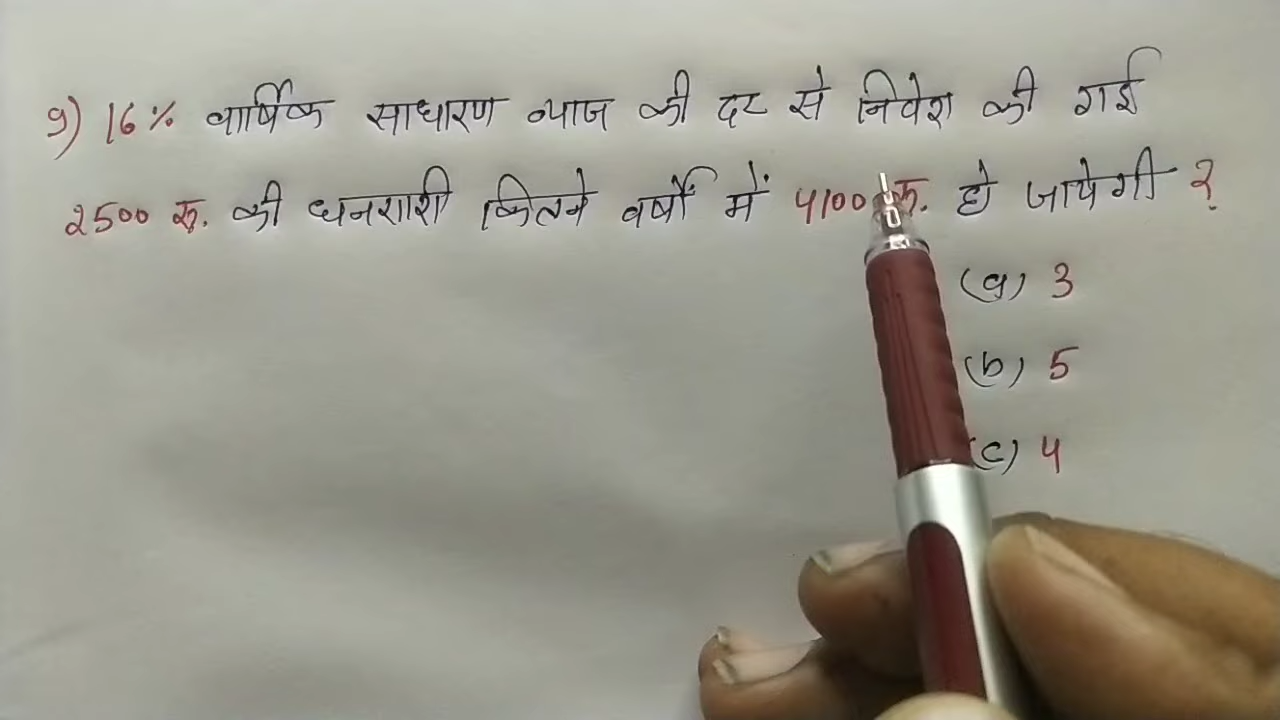 9) 16% वार्षिक साधारण ब्याज की दर से निवेश की गई
2500 रु. की धनराशी कितने वर्षों में 4100 रु. हो जायेगी ?
(a) 3
(b) 5
(c) 4